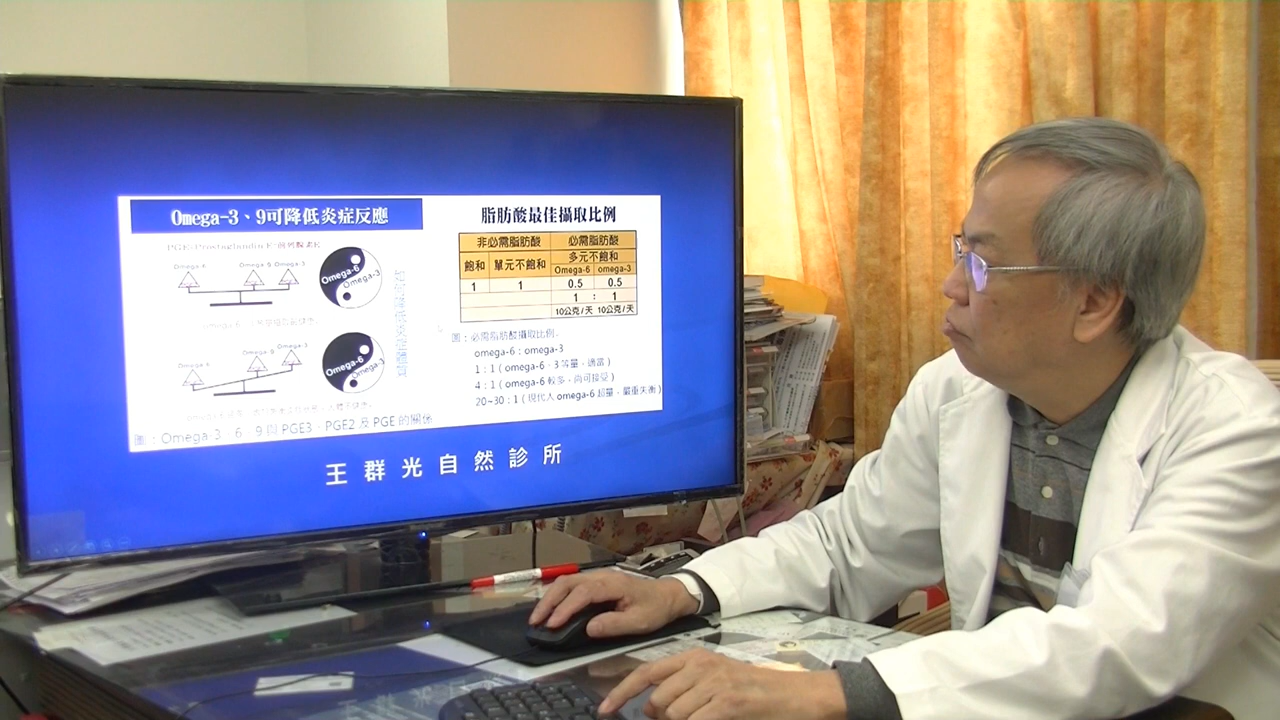 Omega-3、9可降低炎症反應
PGE:Prostaglandin E:前列腺素E
Omega-6 Omega-9 Omega-3
Omega-6
Omega-3
Omega-6 Omega-9 Omega-3
Omega-6
Omega-3
圖：Omega-3、6、9 與 PGE3、PGE2 及 PGE 的關係
脂肪酸最佳攝取比例
非必需脂肪酸 必需脂肪酸
飽和 單元不飽和 多元不飽和
Omega-6 omega-3
1 1 0.5 0.5
1 : 1
10公克/天 10公克/天
圖：必需脂肪酸攝取比例。
omega-6：omega-3
1：1（omega-6、3 等量，適當）
4：1（omega-6 較多，尚可接受）
20~30：1（現代人 omega-6 超量，嚴重失衡）
王群光自然診所